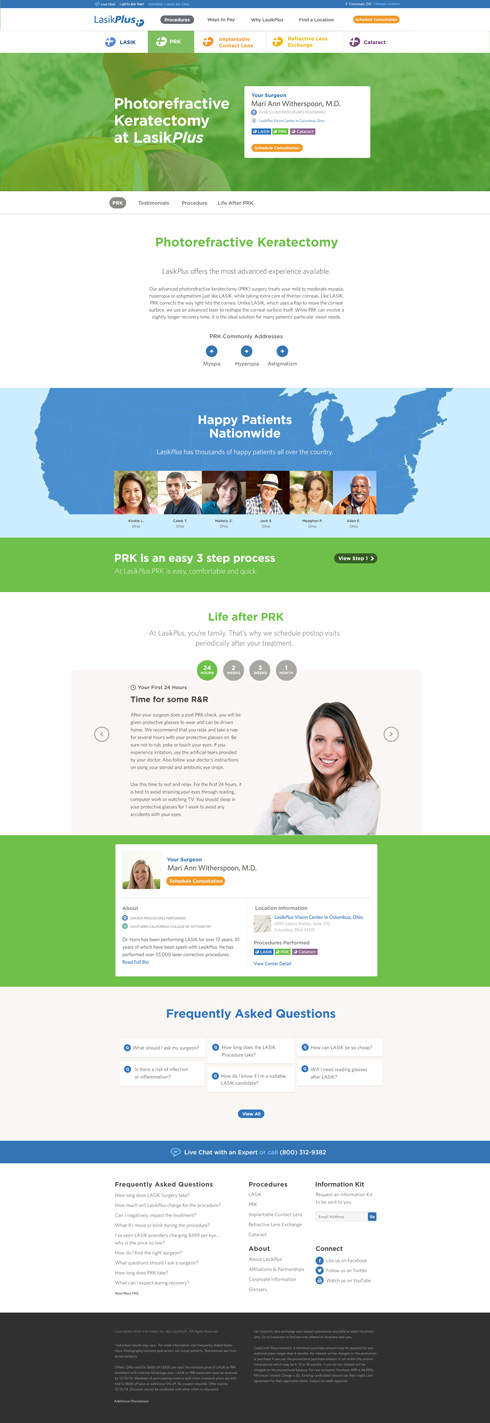 Live Chat 1 (877) 415 7057
Cincinnati, OH Change Location
LasikPlus
Procedures
Ways to Pay
Why LasikPlus
Find a Location
Schedule Consultation
LASIK
PRK
Implantable
Contact Lens
Refractive Lens
Exchange
Cataract
Photorefractive
Keratectomy
at LasikPlus
Your Surgeon
Mari Ann Witherspoon, M.D.
LasikPlus Vision Center in Columbus, Ohio
LASIK PRK Cataract
Schedule Consultation
PRK
Testimonials
Procedure
Life After PRK
Photorefractive Keratectomy
LasikPlus offers the most advanced experience available.
Our advanced photorefractive keratectomy (PRK) surgery treats your mild to moderate myopia,
hyperopia or astigmatism just like LASIK, while taking extra care of thinner corneas. Like LASIK,
PRK corrects the way light hits the cornea. Unlike LASIK, which uses a flap to move the corneal
surface, we use an advanced laser to reshape the corneal surface itself. While PRK can involve a
slightly longer recovery time, it is the ideal solution for many patients' particular vision needs.
PRK Commonly Addresses
Myopia
Hyperopia
Astigmatism
Happy Patients
Nationwide
LasikPlus has thousands of happy patients all over the country.
Kirstie L.
Ohio
Caleb T.
Ohio
Mallory Z.
Ohio
Jack S.
Ohio
Meaghan P.
Ohio
Allen E.
Ohio
PRK is an easy 3 step process
At LasikPlus PRK is easy, comfortable and quick.
View Step 1
Life after PRK
At LasikPlus, you're family. That's why we schedule postop visits
periodically after your treatment.
24
HOURS
2
WEEKS
3
WEEKS
1
MONTH
Your First 24 Hours
Time for some R&R
After your surgeon does a post PRK check, you will be
given protective glasses to wear and can be driven
home. We recommend that you relax and take a nap
for several hours with your protective glasses on. Be
sure not to rub, poke or touch your eyes. If you
experience irritation, use the artificial tears provided
by your doctor. Also follow your doctor's instructions
on using your steroid and antibiotic eye drops.
Use this time to rest and relax. For the first 24 hours, it
is best to avoid straining your eyes through reading,
computer work or watching TV. You should sleep in
your protective glasses for 1 week to avoid any
accidents with your eyes.
Your Surgeon
Mari Ann Witherspoon, M.D.
Schedule Consultation
About
PROCEDURES PERFORMED
SOUTHERN CALIFORNIA COLLEGE OF OPTOMETRY
Dr. Horn has been performing LASIK for over 13 years, 10
years of which have been spent with LasikPlus. He has
performed over 55,000 laser correction procedures.
Read Full Bio
Location Information
LasikPlus Vision Center in Columbus, Ohio
Columbus, Ohio 43219
Procedures Performed
LASIK PRK Cataract
View Center Detail
Frequently Asked Questions
Q What should I ask my surgeon?
Q How long does the LASIK
Procedure take?
Q How can LASIK be so cheap?
Q Is there a risk of infection
or inflammation?
Q How do I know if I'm a suitable
LASIK candidate?
Q Will I need reading glasses
after LASIK?
View All
Live Chat with an Expert or call (800) 312-9382
Frequently Asked Questions
How long does LASIK Surgery take?
How much will LasikPlus charge for the procedure?
Can I negatively impact the treatment?
What if I move or blink during the procedure?
I've seen LASIK providers charging $499 per eye...
why is the price so low?
How do I find the right surgeon?
What questions should I ask a surgeon?
How long does PRK take?
What can I expect during recovery?
Read More FAQ
Procedures
LASIK
PRK
Implantable Contact Lens
Refractive Lens Exchange
Cataract
About
About LasikPlus
Affiliations & Partnerships
Corporate Information
Glossary
Information Kit
Request an Information Kit
to be sent to you.
Email Address
Go
Connect
Like us on Facebook
Follow us on Twitter
Watch us on YouTube
Additional Disclaimers